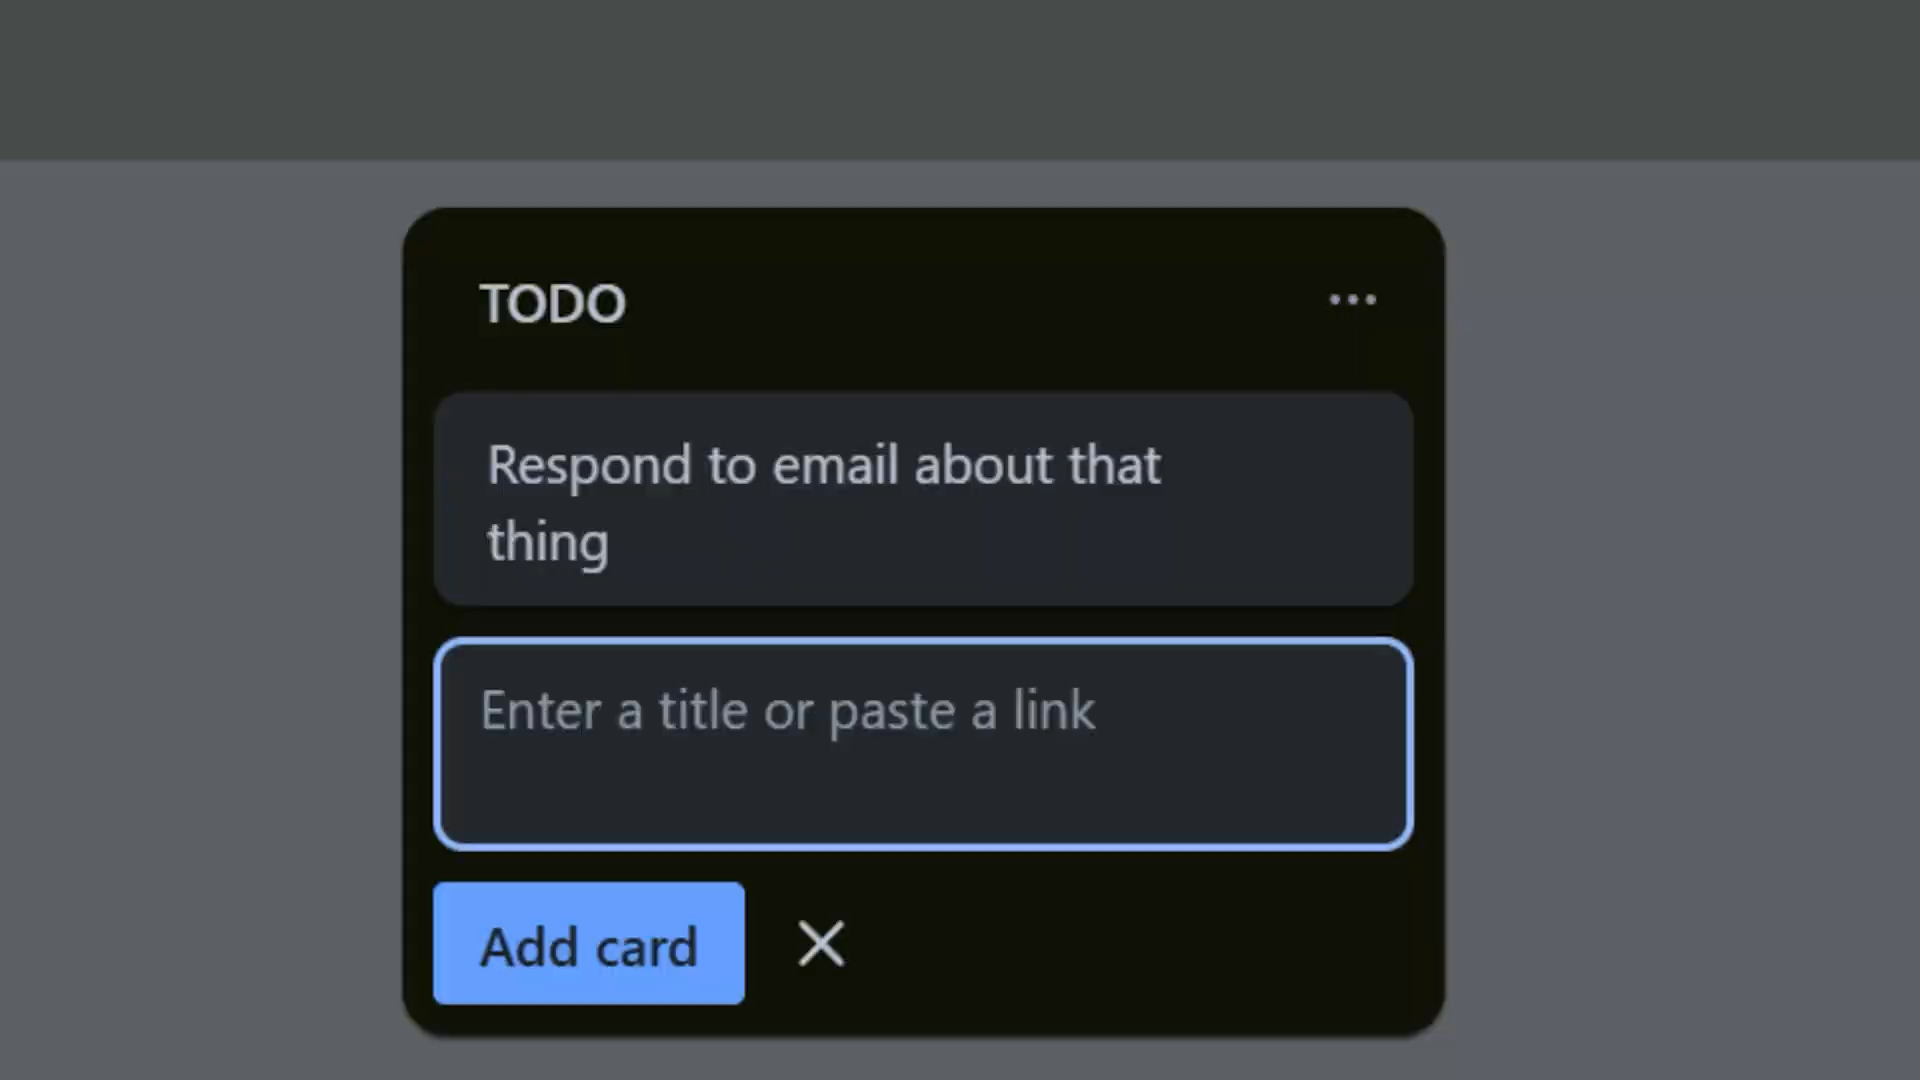 TODO
Respond to email about that
thing
Enter a title or paste a link
Add card